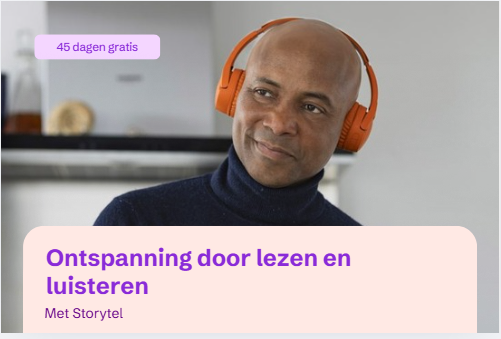 45 dagen gratis
Ontspanning door lezen en
luisteren
Met Storytel